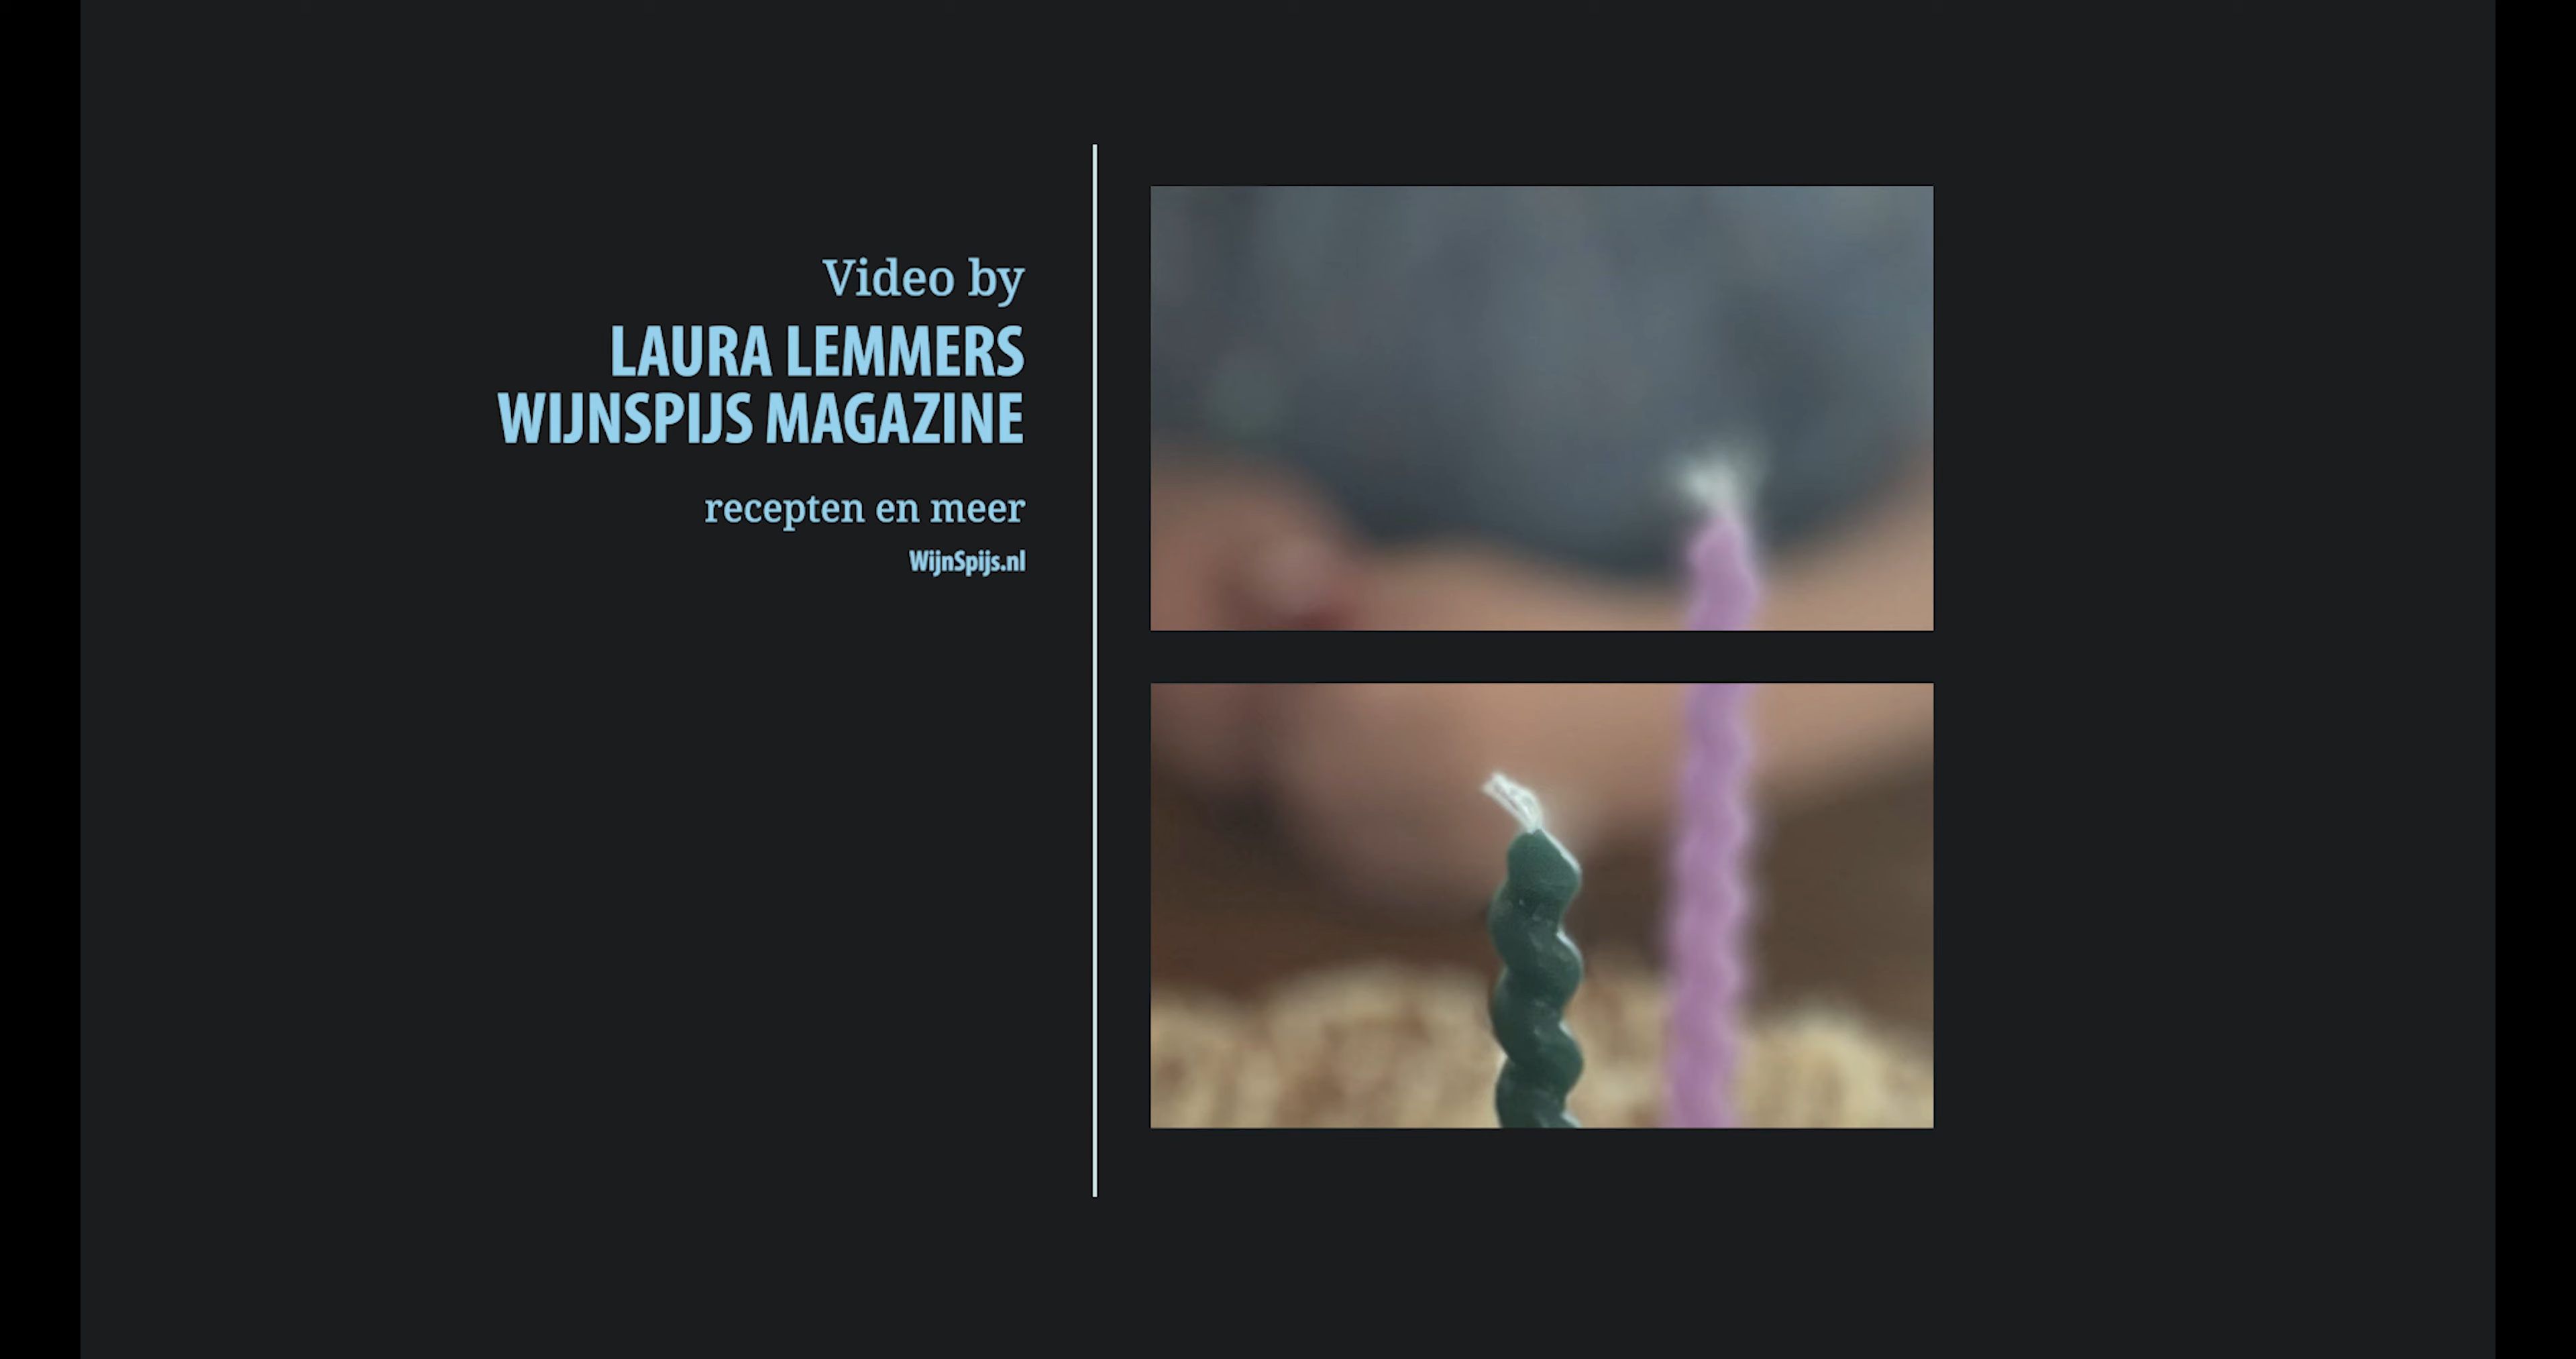 Video by
LAURA LEMMERS
WIJNSPIJS MAGAZINE
recepten en meer
WijnSpijs.nl